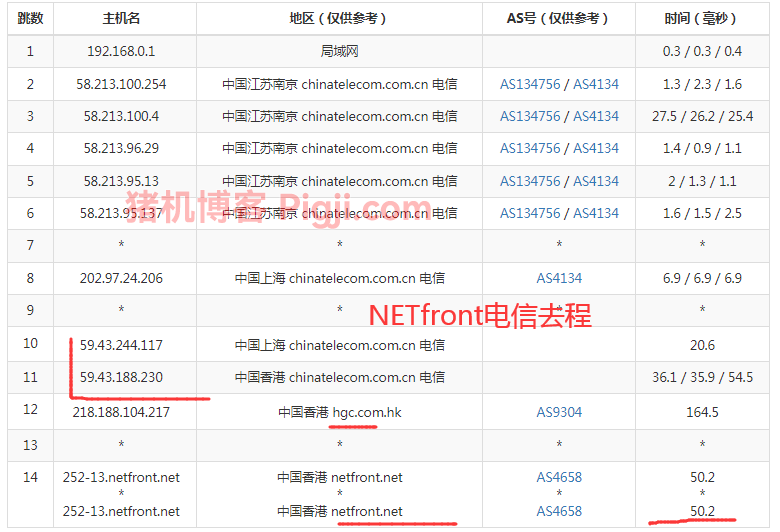 跳数 主机名 地区（仅供参考） AS号（仅供参考） 时间（毫秒）
1 192.168.0.1 局域网 0.3 / 0.3 / 0.4
2 58.213.100.254 中国江苏南京 chinatelecom.com.cn 电信 AS134756 / AS4134 1.3 / 2.3 / 1.6
3 58.213.100.4 中国江苏南京 chinatelecom.com.cn 电信 AS134756 / AS4134 27.5 / 26.2 / 25.4
4 58.213.96.29 中国江苏南京 chinatelecom.com.cn 电信 AS134756 / AS4134 1.4 / 0.9 / 1.1
5 58.213.95.13 中国江苏南京 chinatelecom.com.cn 电信 AS134756 / AS4134 2 / 1.3 / 1.1
猪机博客 Pigji.com
6 58.213.95.137 中国江苏南京 chinatelecom.com.cn 电信 AS134756 / AS4134 1.6 / 1.5 / 2.5
7 * * * *
8 202.97.24.206 中国上海 chinatelecom.com.cn 电信 AS4134 6.9 / 6.9 / 6.9
9 * * * *
NETfront电信去程
10 59.43.244.117 中国上海 chinatelecom.com.cn 电信 20.6
11 59.43.188.230 中国香港 chinatelecom.com.cn 电信 36.1 / 35.9 / 54.5
12 218.188.104.217 中国香港 hgc.com.hk AS9304 164.5
13 * * * *
14 252-13.netfront.net 中国香港 netfront.net AS4658 50.2
* * * *
252-13.netfront.net 中国香港 netfront.net AS4658 50.2